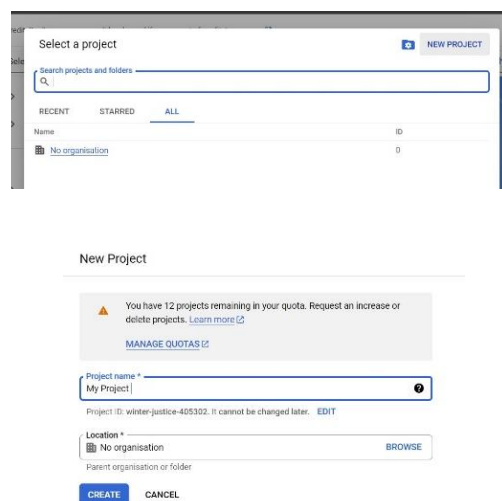 Select a project
NEW PROJECT
Search projects and folders
RECENT STARRED ALL
Name ID
No organisation 0
New Project
You have 12 projects remaining in your quota. Request an increase or
delete projects. Learn more
MANAGE QUOTAS
Project name *
My Project
Project ID: winter-justice-405302. It cannot be changed later. EDIT
Location *
No organisation BROWSE
Parent organisation or folder
CREATE CANCEL